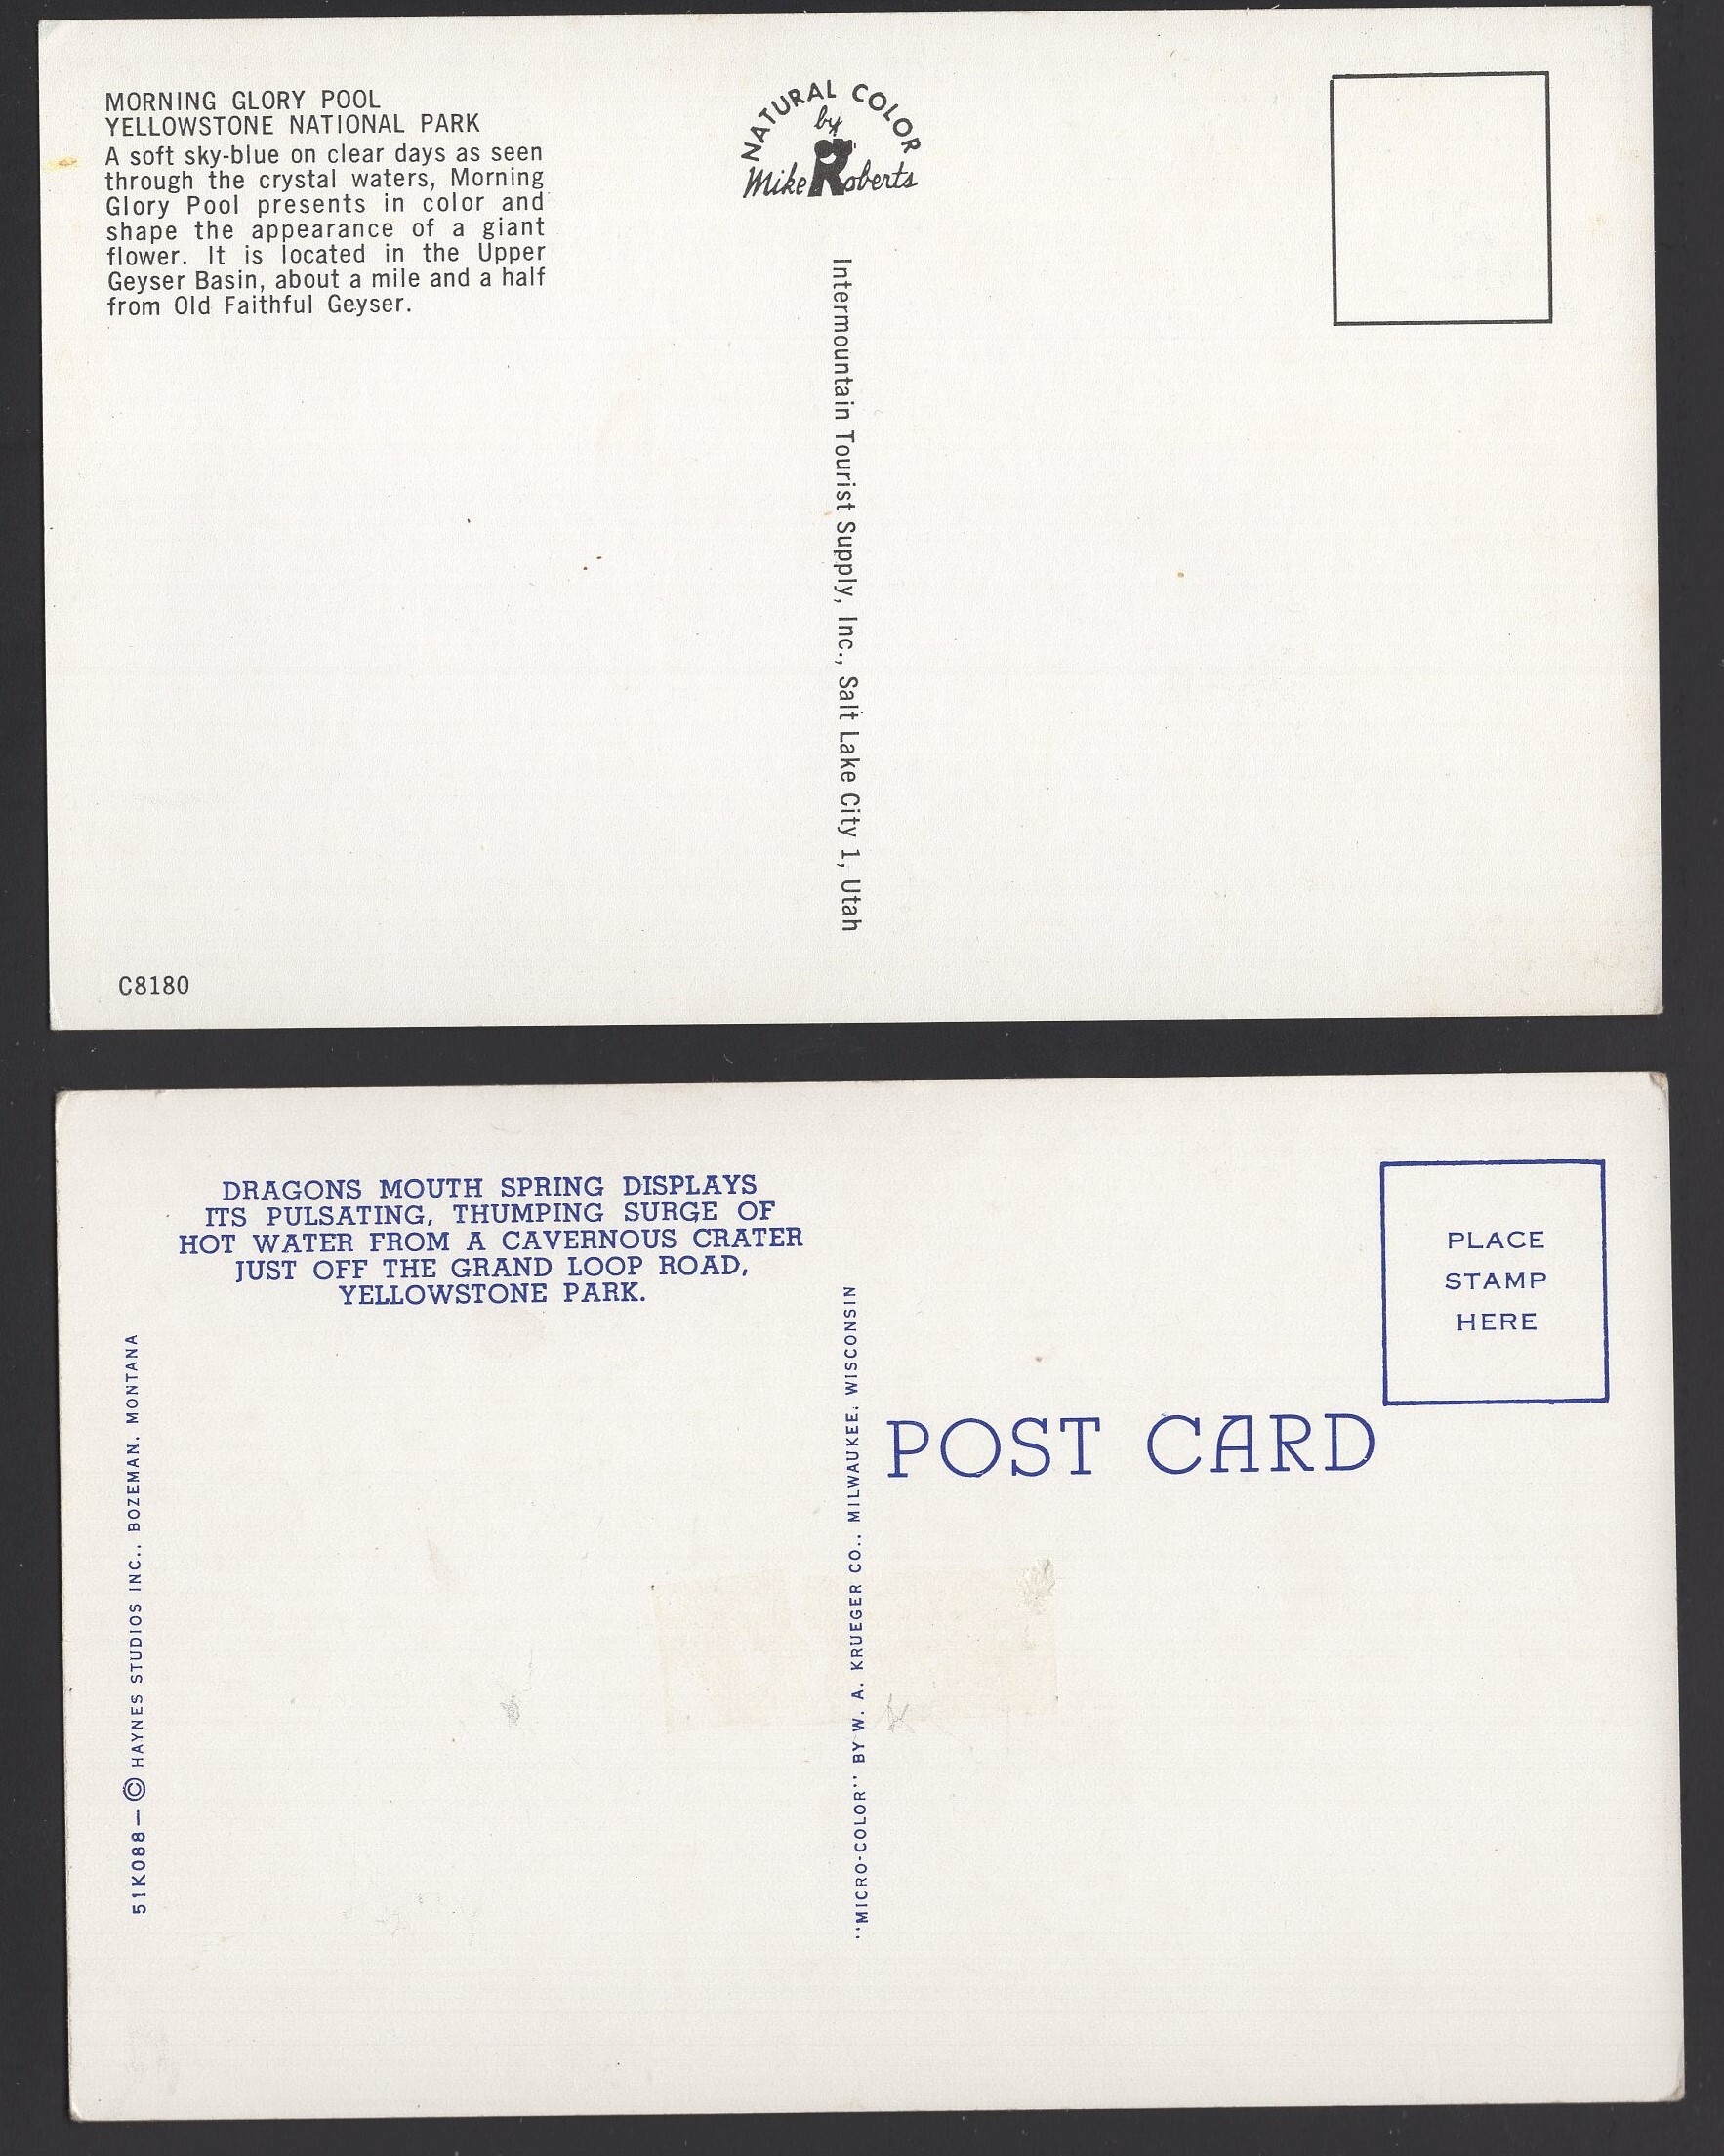 MORNING GLORY POOL
YELLOWSTONE NATIONAL PARK
A soft sky-blue on clear days as seen
through the crystal waters, Morning
Glory Pool presents in color and
shape the appearance of a giant
flower. It is located in the Upper
Geyser Basin, about a mile and a half
from Old Faithful Geyser.
NATURAL COLOR
by
Mike Roberts
Intermountain Tourist Supply, Inc., Salt Lake City 1, Utah
C8180
DRAGONS MOUTH SPRING DISPLAYS
ITS PULSATING, THUMPING SURGE OF
HOT WATER FROM A CAVERNOUS CRATER
JUST OFF THE GRAND LOOP ROAD,
YELLOWSTONE PARK.
51K088—© HAYNES STUDIOS INC., BOZEMAN, MONTANA
"MICRO-COLOR" BY W. A. KRUEGER CO., MILWAUKEE, WISCONSIN
PLACE
STAMP
HERE
POST CARD